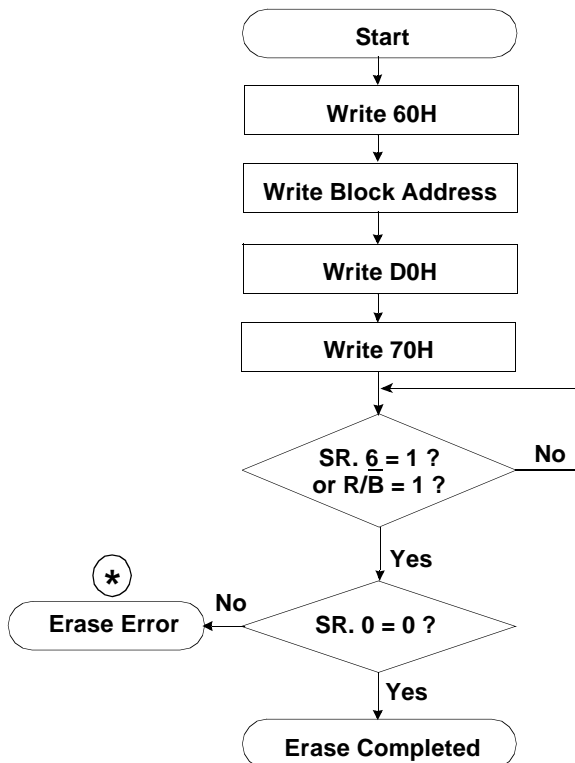 Start
Write 60H
Write Block Address
Write D0H
Write 70H
SR. 6 = 1 ?
or R/B̅ = 1 ?
No
Yes
*
No
Erase Error
SR. 0 = 0 ?
Yes
Erase Completed